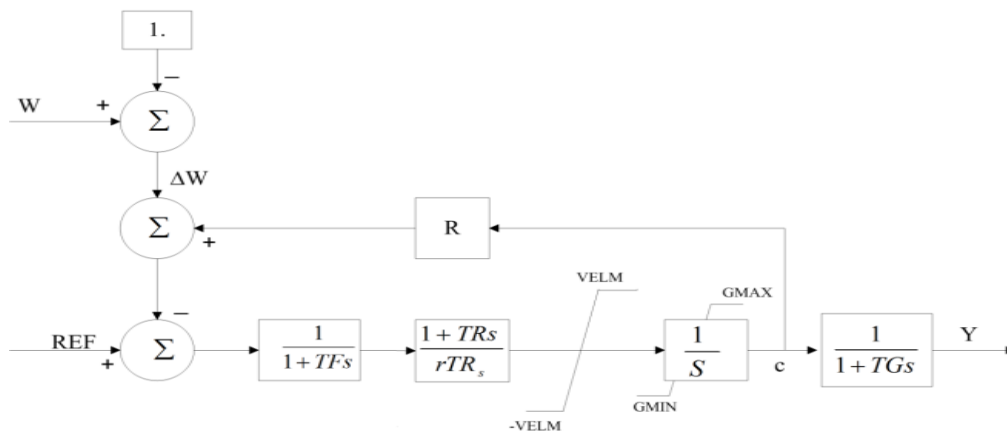 1.
−
W
+
Σ
ΔW
Σ
+
R
VELM
GMAX
−
REF
+
Σ
1
1 + TFs
1 + TRs
rTRs
1
S
c
1
1 + TGs
Y
GMIN
-VELM